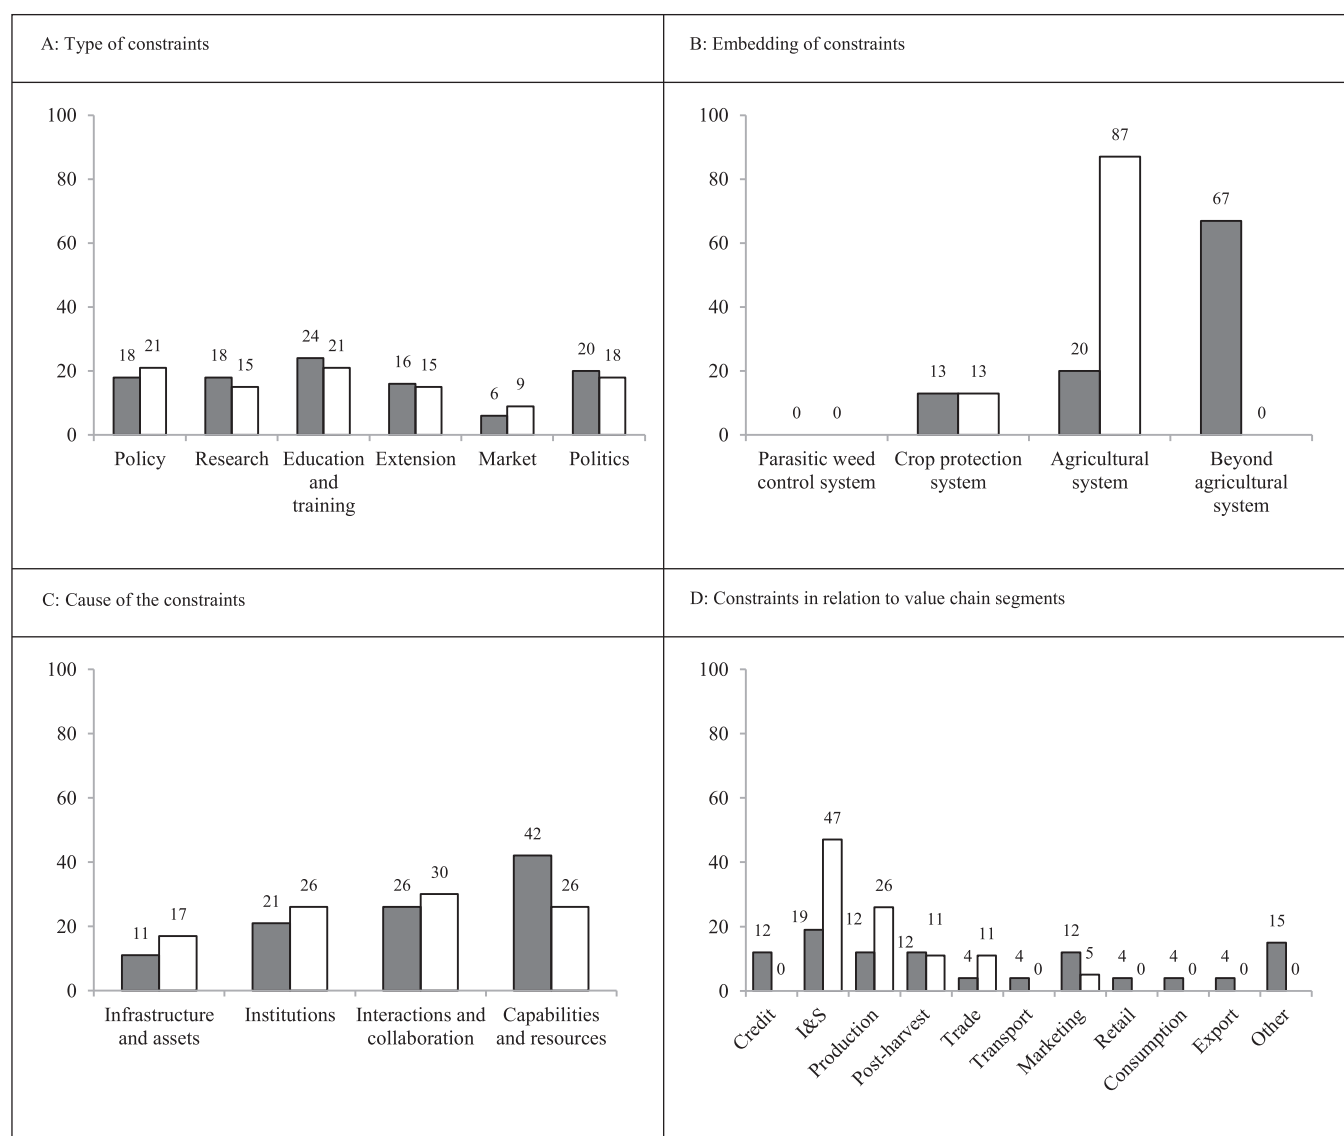 A: Type of constraints
B: Embedding of constraints
100
80
60
40
20
0
18 21 18 15 24 21 16 15 6 9 20 18
Policy Research Education Extension Market Politics
and
training
100
80
60
40
20
0
0 0 13 13 20 87 67 0
Parasitic weed Crop protection Agricultural Beyond
control system system system agricultural
system
C: Cause of the constraints
D: Constraints in relation to value chain segments
100
80
60
40
20
0
11 17 21 26 26 30 42 26
Infrastructure Institutions Interactions and Capabilities
and assets collaboration and resources
100
80
60
40
20
0
12 0 19 47 12 26 12 11 4 11 4 0 12 5 4 0 4 0 4 0 15 0
Credit I&S Production Post-harvest Trade Transport Marketing Retail Consumption Export Other